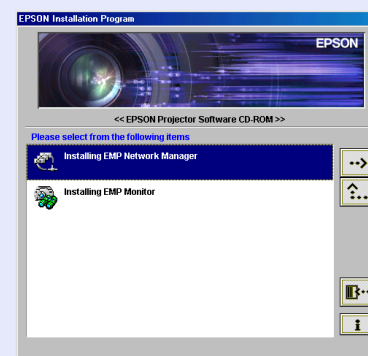 EPSON Installation Program
EPSON
<< EPSON Projector Software CD-ROM >>
Please select from the following items
Installing EMP Network Manager
Installing EMP Monitor